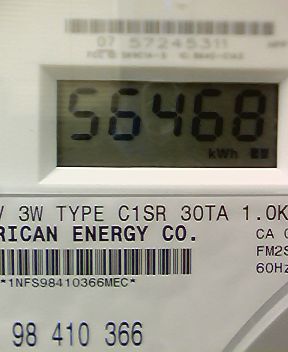 07 57245311
56468
kWh
V 3W TYPE C1SR 30TA 1.0K
RICAN ENERGY CO.
CA
FM2S
60Hz
*1NFS98410366MEC*
98 410 366